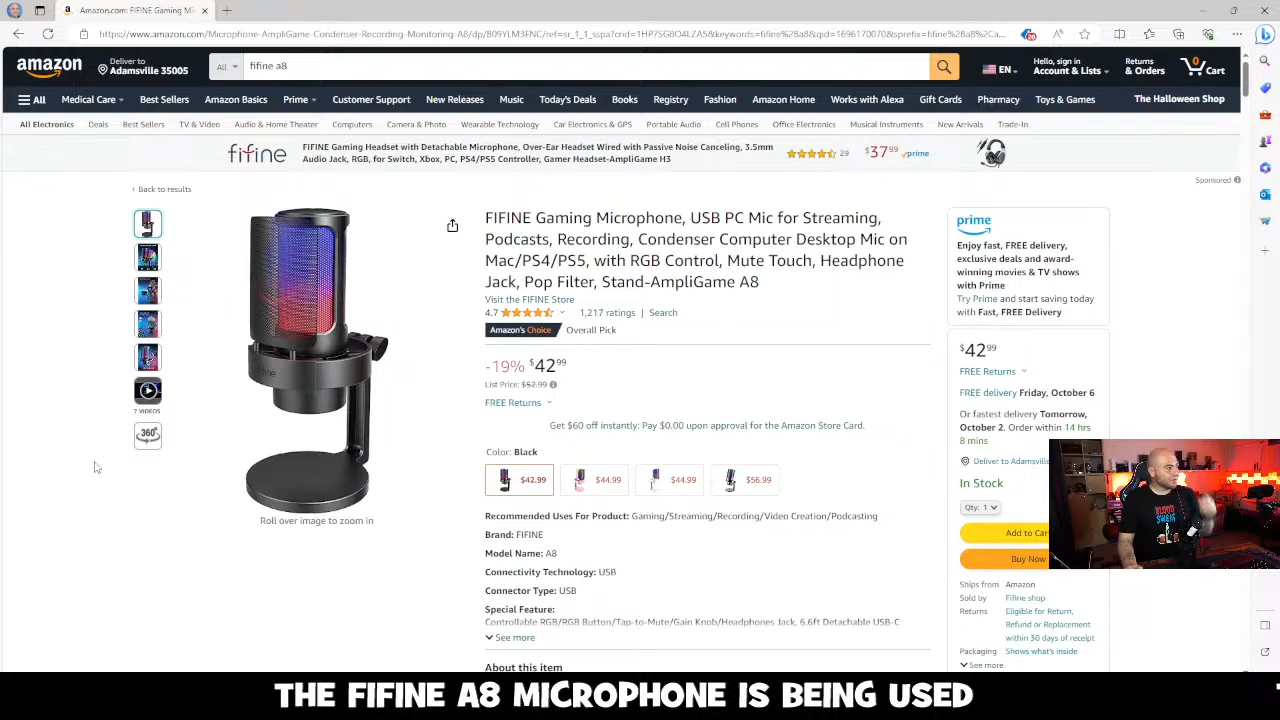 Amazon.com: FIFINE Gaming Mi
https://www.amazon.com/Microphone-AmpliGame-Condenser-Recording-Monitoring-A8/dp/B09YLM3FNC/ref=sr_1_1_sspa?crid=1HP7SG8O4LZA5&keywords=fifine%2Ba8&qid=1696170070&sprefix=fifine%2Ba8%2Ca...
amazon
Deliver to
Adamsville 35005
All
fifine a8
EN
Hello, sign in
Account & Lists
Returns
& Orders
0
Cart
All
Medical Care
Best Sellers
Amazon Basics
Prime
Customer Support
New Releases
Music
Today's Deals
Books
Registry
Fashion
Amazon Home
Works with Alexa
Gift Cards
Pharmacy
Toys & Games
The Halloween Shop
All Electronics
Deals
Best Sellers
TV & Video
Audio & Home Theater
Computers
Camera & Photo
Wearable Technology
Car Electronics & GPS
Portable Audio
Cell Phones
Office Electronics
Musical Instruments
New Arrivals
Trade-In
fifine
FIFINE Gaming Headset with Detachable Microphone, Over-Ear Headset Wired with Passive Noise Canceling, 3.5mm
Audio Jack, RGB, for Switch, Xbox, PC, PS4/PS5 Controller, Gamer Headset-AmpliGame H3
29
$37.99
prime
Sponsored
‹ Back to results
7 VIDEOS
360°
Roll over image to zoom in
FIFINE Gaming Microphone, USB PC Mic for Streaming,
Podcasts, Recording, Condenser Computer Desktop Mic on
Mac/PS4/PS5, with RGB Control, Mute Touch, Headphone
Jack, Pop Filter, Stand-AmpliGame A8
Visit the FIFINE Store
4.7
1,217 ratings | Search
Amazon's Choice
Overall Pick
-19% $42.99
List Price: $52.99
FREE Returns
Get $60 off instantly: Pay $0.00 upon approval for the Amazon Store Card.
Color: Black
$42.99
$44.99
$44.99
$56.99
Recommended Uses For Product: Gaming/Streaming/Recording/Video Creation/Podcasting
Brand: FIFINE
Model Name: A8
Connectivity Technology: USB
Connector Type: USB
Special Feature:
Controllable RGB/RGB Button/Tap-to-Mute/Gain Knob/Headphones Jack, 6.6ft Detachable USB-C
See more
About this item
prime
Enjoy fast, FREE delivery,
exclusive deals and award-
winning movies & TV shows
with Prime
Try Prime and start saving today
with Fast, FREE Delivery
$42.99
FREE Returns
FREE delivery Friday, October 6
Or fastest delivery Tomorrow,
October 2. Order within 14 hrs
8 mins
Deliver to Adamsville
In Stock
Qty: 1
Add to Car
Buy Now
Ships from Amazon
Sold by Fifine shop
Returns Eligible for Return,
Refund or Replacement
within 30 days of receipt
Packaging Shows what's inside
See more
THE FIFINE A8 MICROPHONE IS BEING USED